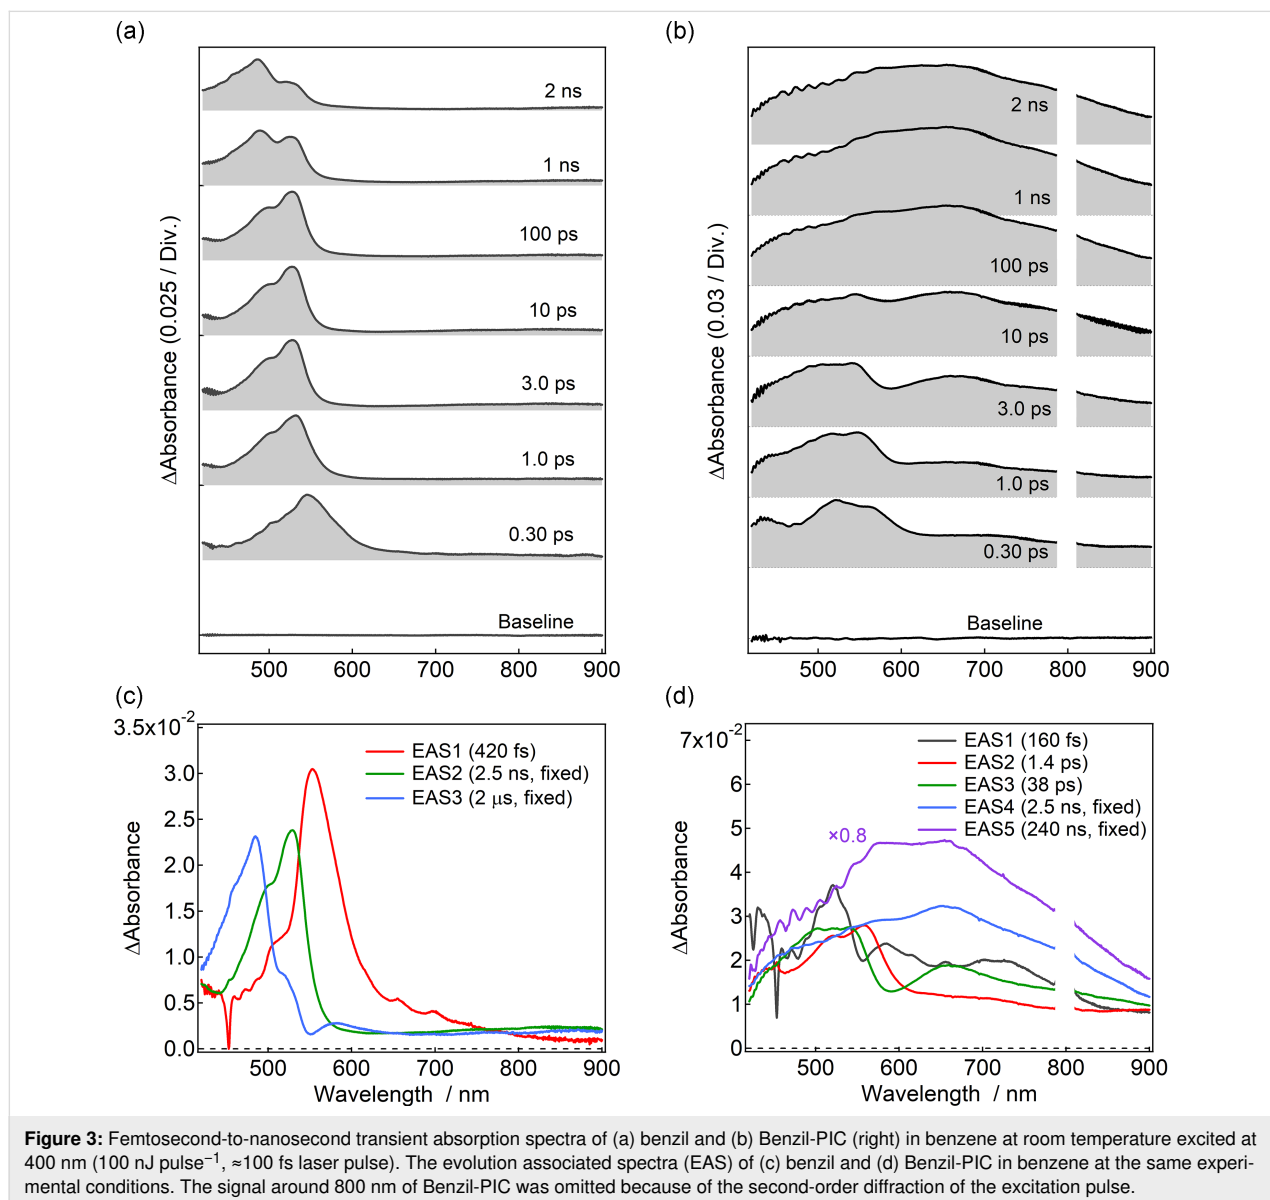 (a)
ΔAbsorbance (0.025 / Div.)
2 ns
1 ns
100 ps
10 ps
3.0 ps
1.0 ps
0.30 ps
Baseline
500 600 700 800 900
(b)
ΔAbsorbance (0.03 / Div.)
2 ns
1 ns
100 ps
10 ps
3.0 ps
1.0 ps
0.30 ps
Baseline
500 600 700 800 900
(c)
3.5x10⁻²
3.0
2.5
2.0
1.5
1.0
0.5
0.0
ΔAbsorbance
EAS1 (420 fs)
EAS2 (2.5 ns, fixed)
EAS3 (2 μs, fixed)
500 600 700 800 900
Wavelength / nm
(d)
7x10⁻²
6
5
4
3
2
1
0
ΔAbsorbance
×0.8
EAS1 (160 fs)
EAS2 (1.4 ps)
EAS3 (38 ps)
EAS4 (2.5 ns, fixed)
EAS5 (240 ns, fixed)
500 600 700 800 900
Wavelength / nm
Figure 3: Femtosecond-to-nanosecond transient absorption spectra of (a) benzil and (b) Benzil-PIC (right) in benzene at room temperature excited at
400 nm (100 nJ pulse⁻¹, ≈100 fs laser pulse). The evolution associated spectra (EAS) of (c) benzil and (d) Benzil-PIC in benzene at the same experi-
mental conditions. The signal around 800 nm of Benzil-PIC was omitted because of the second-order diffraction of the excitation pulse.